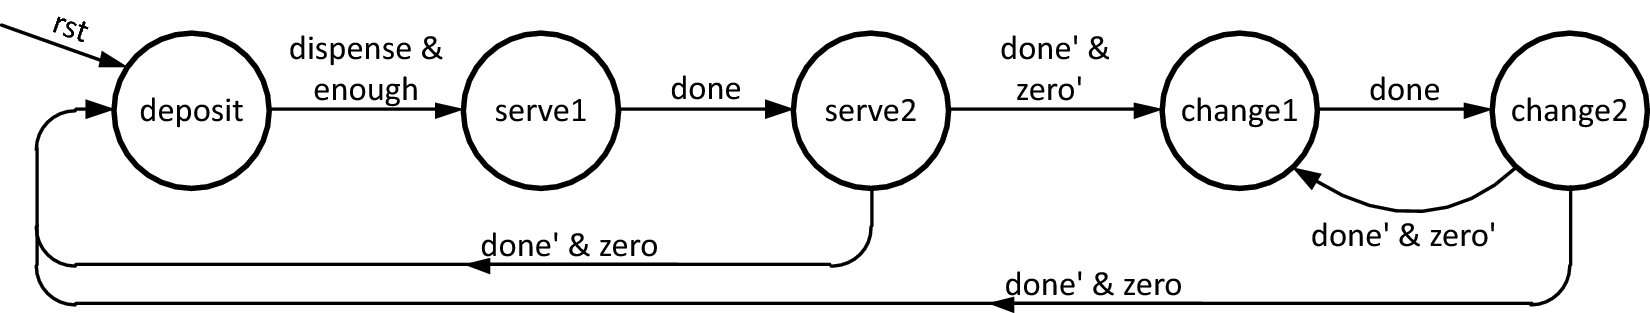 rst
dispense &
enough
done
done' &
zero'
done
deposit
serve1
serve2
change1
change2
done' & zero'
done' & zero
done' & zero